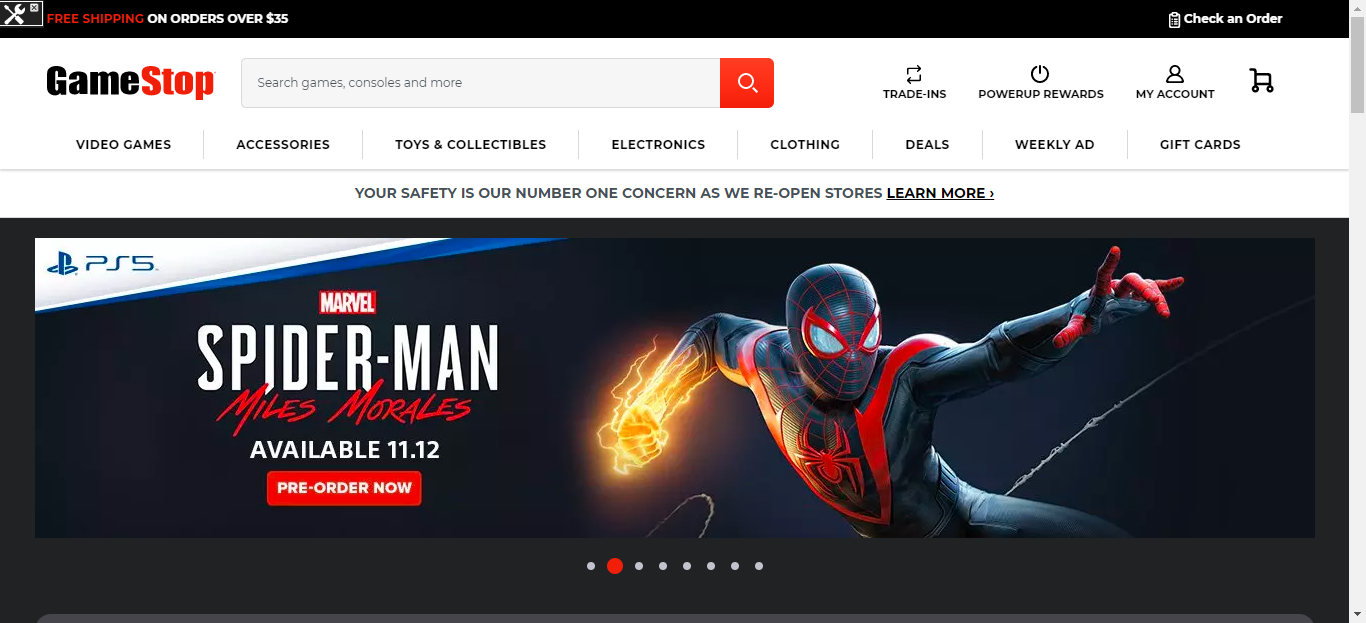 FREE SHIPPING ON ORDERS OVER $35
Check an Order
GameStop
Search games, consoles and more
TRADE-INS
POWERUP REWARDS
MY ACCOUNT
VIDEO GAMES
ACCESSORIES
TOYS & COLLECTIBLES
ELECTRONICS
CLOTHING
DEALS
WEEKLY AD
GIFT CARDS
YOUR SAFETY IS OUR NUMBER ONE CONCERN AS WE RE-OPEN STORES LEARN MORE ›
PS5
MARVEL
SPIDER-MAN
MILES MORALES
AVAILABLE 11.12
PRE-ORDER NOW